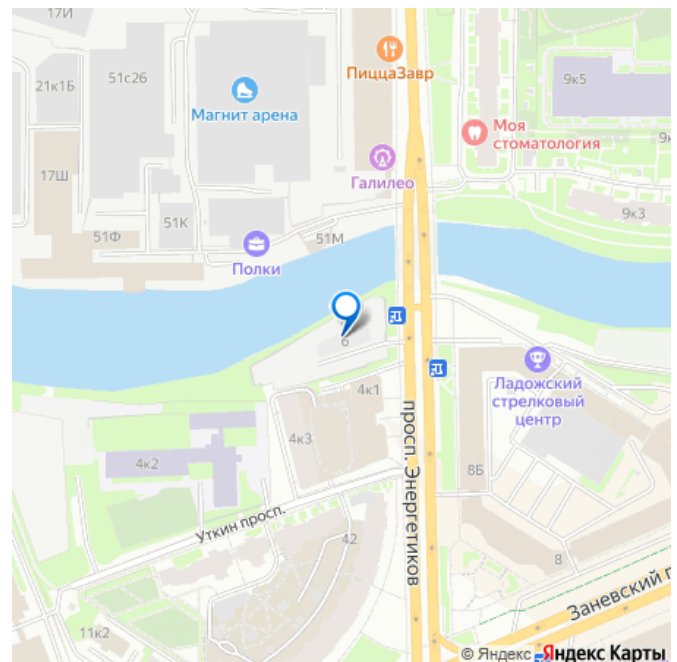 17И
21к1Б
51с26
ПиццаЗавр
9к5
Магнит арена
Моя
стоматология
17Ш
Галилео
51К
51Ф
51М
9к3
Полки
6
Ладожский
стрелковый
центр
4к1
4к3
4к2
просп. Энергетиков
8Б
Уткин просп.
42
8
Заневский п
11к2
© Яндекс Яндекс Карты